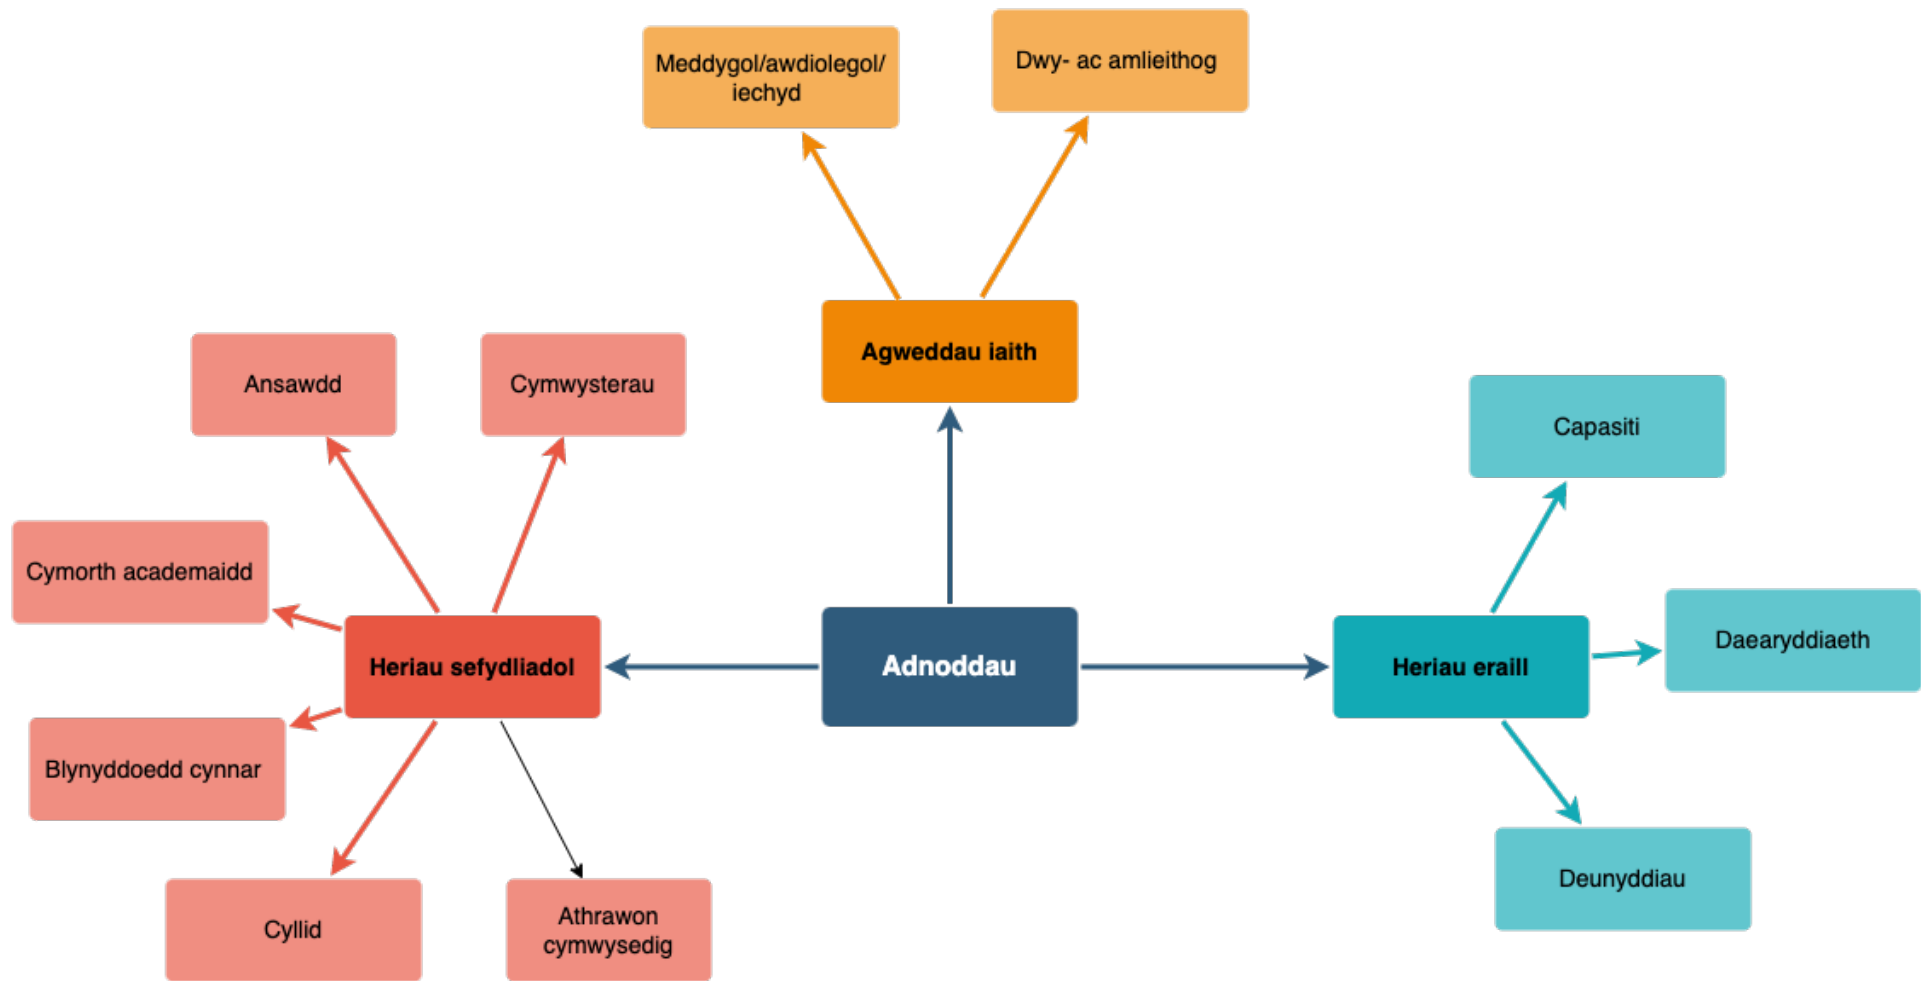 Meddygol/awdiolegol/
iechyd
Dwy- ac amlieithog
Agweddau iaith
Ansawdd
Cymwysterau
Capasiti
Cymorth academaidd
Heriau sefydliadol
Adnoddau
Heriau eraill
Daearyddiaeth
Blynyddoedd cynnar
Deunyddiau
Cyllid
Athrawon
cymwysedig